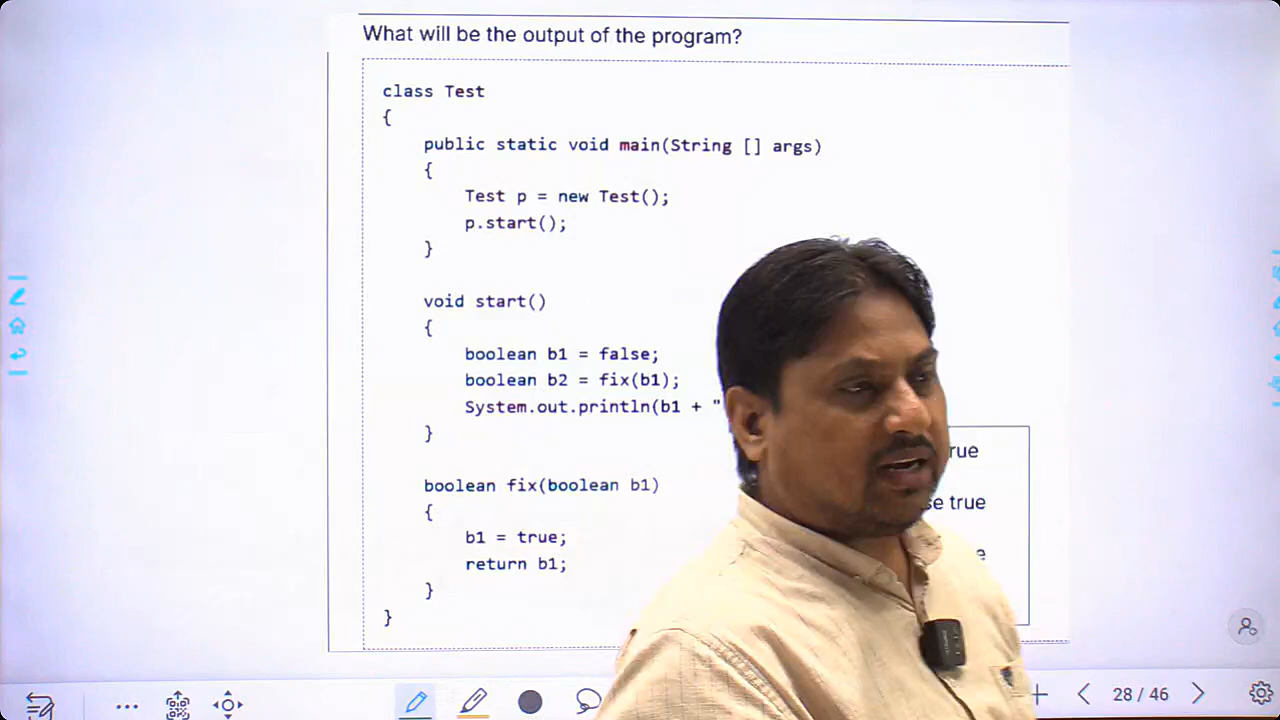 What will be the output of the program?
class Test
{
public static void main(String [] args)
{
Test p = new Test();
p.start();
}
void start()
{
boolean b1 = false;
boolean b2 = fix(b1);
System.out.println(b1 + "
}
boolean fix(boolean b1)
{
b1 = true;
return b1;
}
}
true
28 / 46